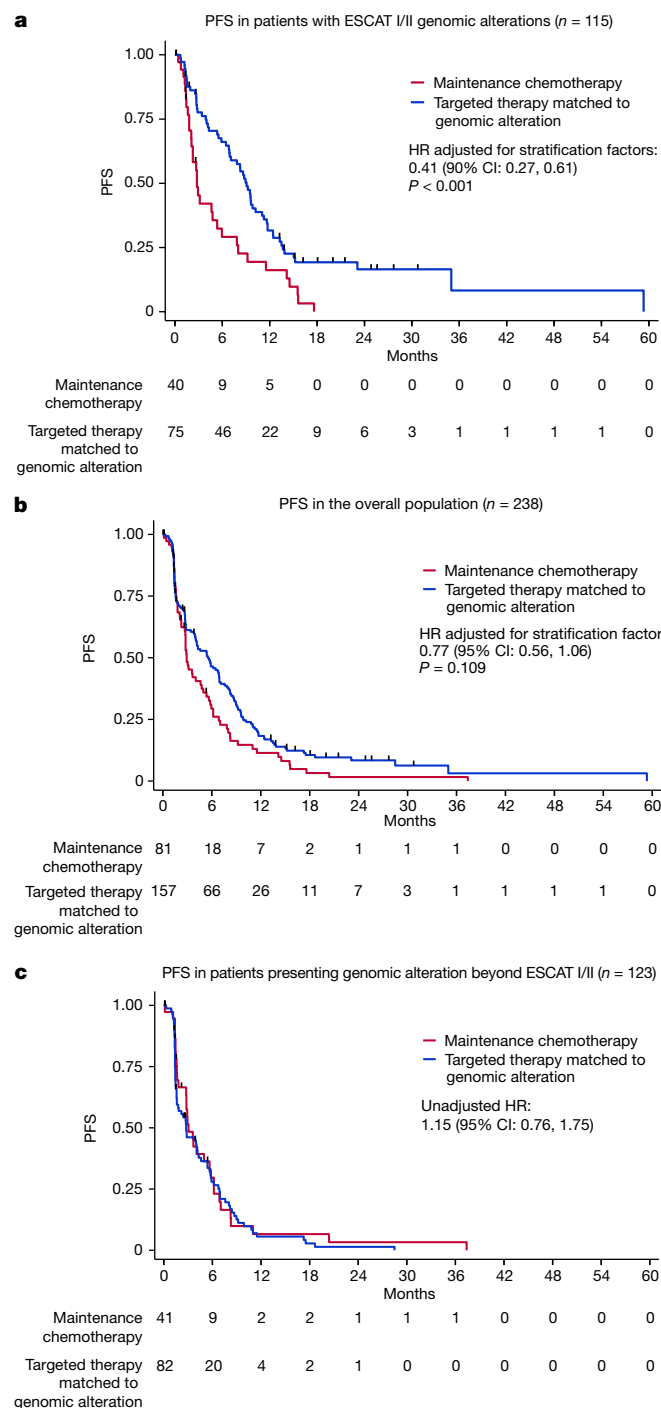 a
PFS in patients with ESCAT I/II genomic alterations (n = 115)
1.00
0.75
0.50
0.25
0
PFS
Maintenance chemotherapy
Targeted therapy matched to
genomic alteration
HR adjusted for stratification factors:
0.41 (90% CI: 0.27, 0.61)
P < 0.001
0 6 12 18 24 30 36 42 48 54 60
Months
Maintenance
chemotherapy
40 9 5 0 0 0 0 0 0 0 0
Targeted therapy
matched to
genomic alteration
75 46 22 9 6 3 1 1 1 1 0
b
PFS in the overall population (n = 238)
1.00
0.75
0.50
0.25
0
PFS
Maintenance chemotherapy
Targeted therapy matched to
genomic alteration
HR adjusted for stratification factor
0.77 (95% CI: 0.56, 1.06)
P = 0.109
0 6 12 18 24 30 36 42 48 54 60
Months
Maintenance
chemotherapy
81 18 7 2 1 1 1 0 0 0 0
Targeted therapy
matched to
genomic alteration
157 66 26 11 7 3 1 1 1 1 0
c
PFS in patients presenting genomic alteration beyond ESCAT I/II (n = 123)
1.00
0.75
0.50
0.25
0
PFS
Maintenance chemotherapy
Targeted therapy matched to
genomic alteration
Unadjusted HR:
1.15 (95% CI: 0.76, 1.75)
0 6 12 18 24 30 36 42 48 54 60
Months
Maintenance
chemotherapy
41 9 2 2 1 1 1 0 0 0 0
Targeted therapy
matched to
genomic alteration
82 20 4 2 1 0 0 0 0 0 0